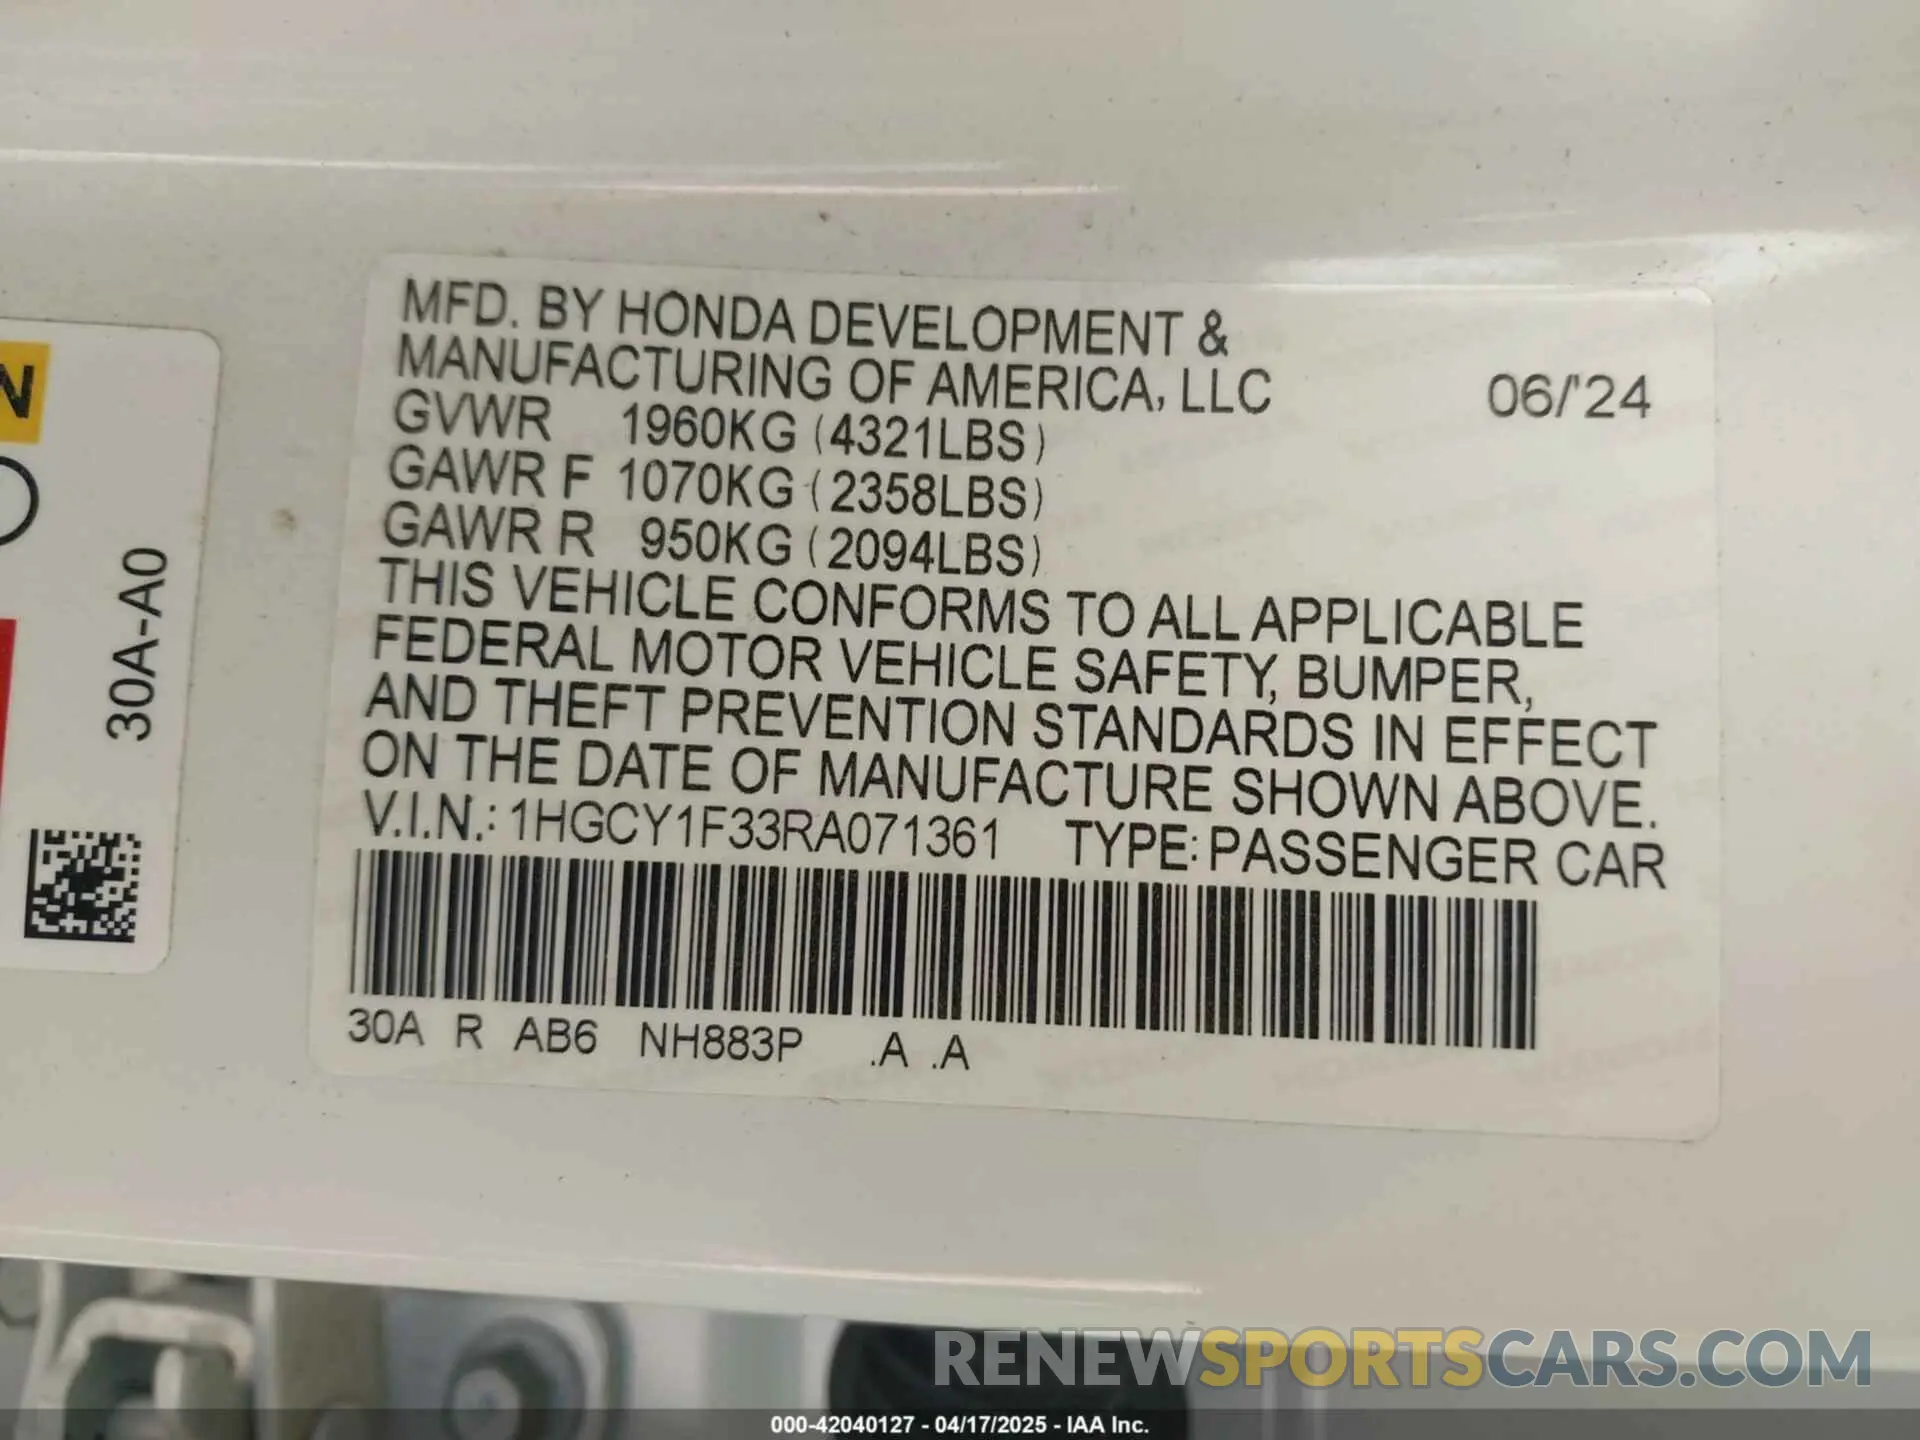 MFD. BY HONDA DEVELOPMENT &
MANUFACTURING OF AMERICA, LLC 06/'24
GVWR 1960KG (4321LBS)
GAWR F 1070KG (2358LBS)
GAWR R 950KG (2094LBS)
THIS VEHICLE CONFORMS TO ALL APPLICABLE
FEDERAL MOTOR VEHICLE SAFETY, BUMPER,
AND THEFT PREVENTION STANDARDS IN EFFECT
ON THE DATE OF MANUFACTURE SHOWN ABOVE.
V.I.N.: 1HGCY1F33RA071361 TYPE: PASSENGER CAR
30A R AB6 NH883P .A .A
N
30A-A0
RENEWSPORTSCARS.COM
000-42040127 - 04/17/2025 - IAA Inc.